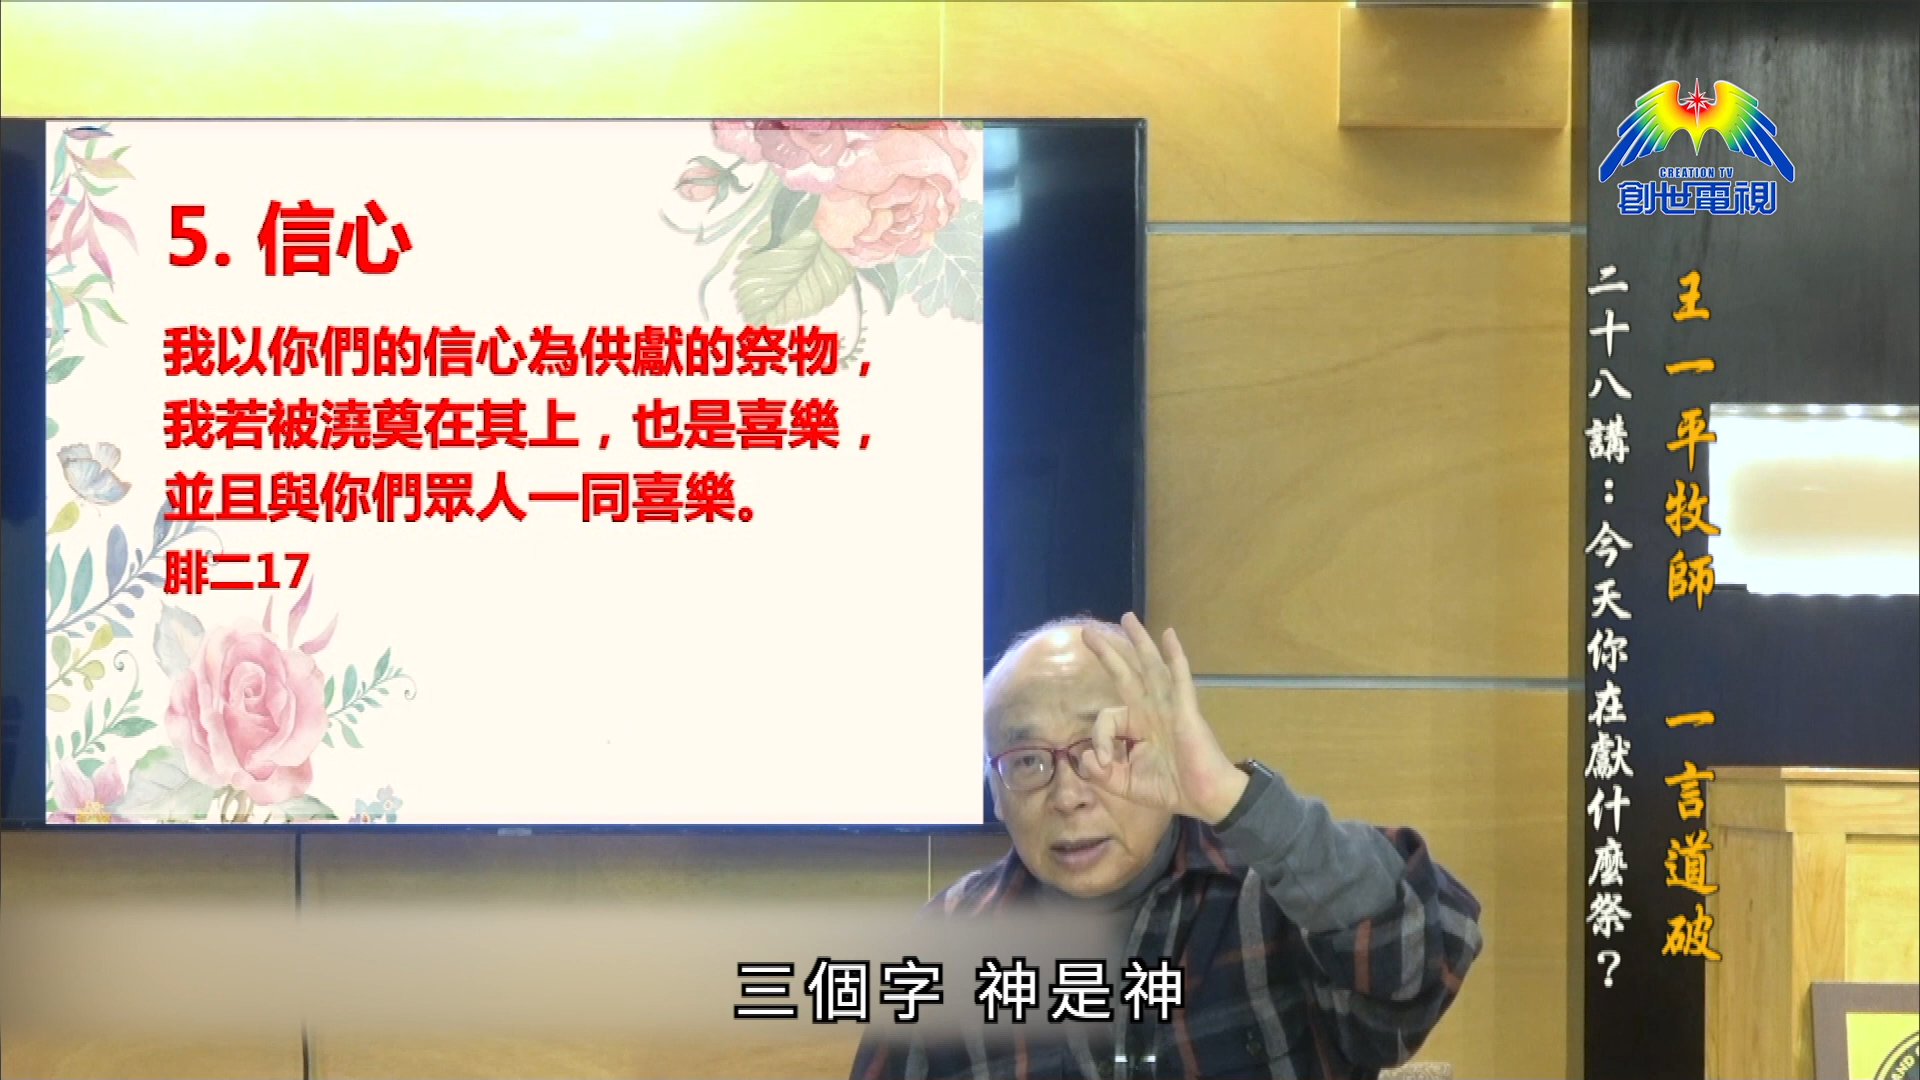 5. 信心
我以你們的信心為供獻的祭物，
我若被澆奠在其上，也是喜樂，
並且與你們眾人一同喜樂。
腓二17
CREATION TV
創世電視
王一平牧師 一言道破
二十八講：今天你在獻什麼祭？
三個字 神是神
AND